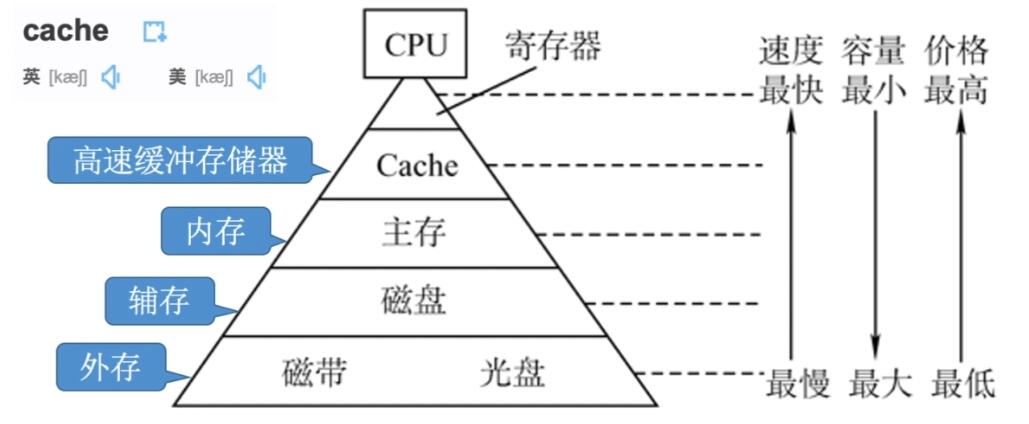 cache
英 [kæʃ] 美 [kæʃ]
CPU
寄存器
速度 容量 价格
最快 最小 最高
高速缓冲存储器
Cache
内存
主存
辅存
磁盘
外存
磁带 光盘
最慢 最大 最低